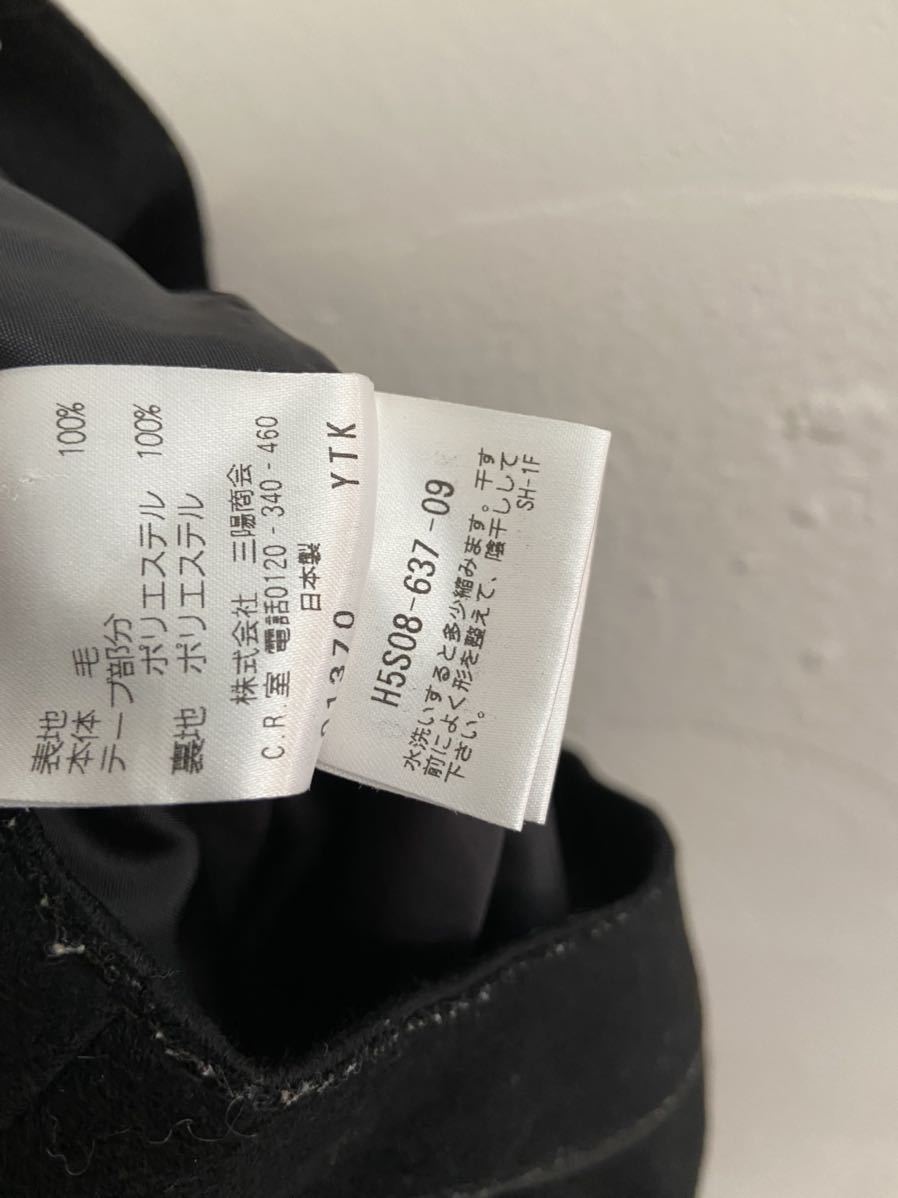 表地
本体 毛 100%
テープ部分
ポリエステル 100%
裏地 ポリエステル
株式会社 三陽商会
C.R.室 電話0120-340-460
日本製
1370 YTK
H5S08-637-09
水洗いすると多少縮みます。干す
前によく形を整えて、陰干しして
下さい。 SH-1F